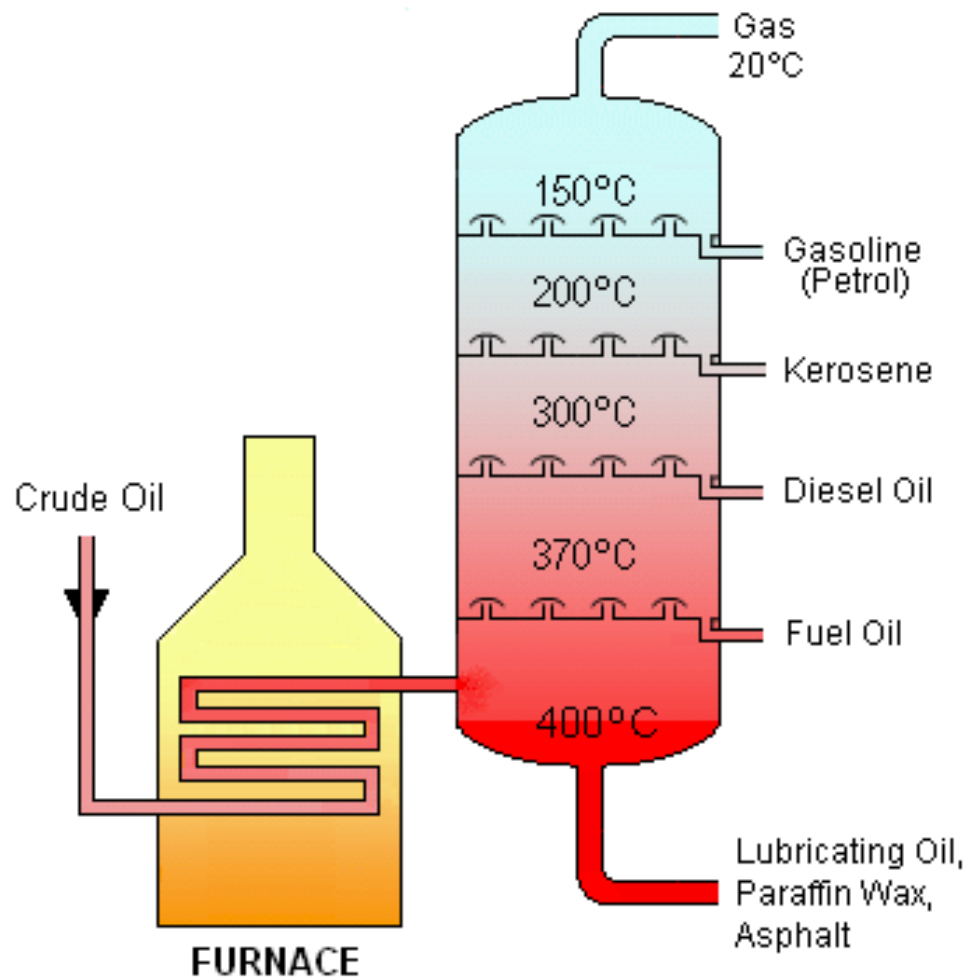 Gas
20°C
150°C
Gasoline
(Petrol)
200°C
Kerosene
300°C
Crude Oil
Diesel Oil
370°C
Fuel Oil
400°C
Lubricating Oil,
Paraffin Wax,
Asphalt
FURNACE